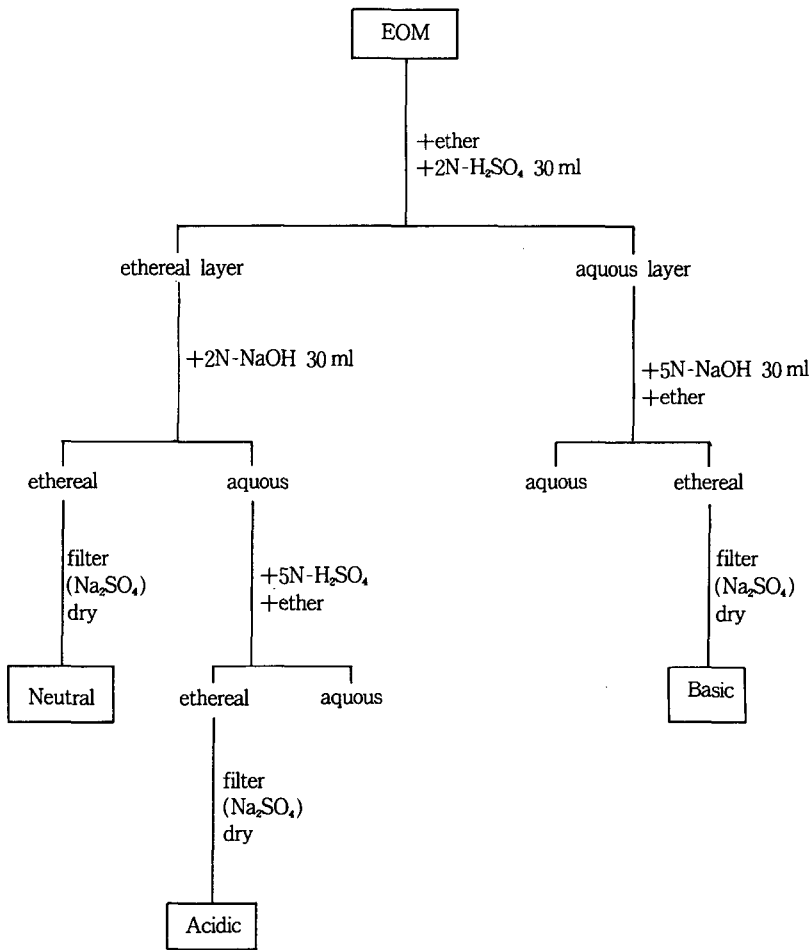 EOM
+ether
+2N-H₂SO₄ 30 ml
ethereal layer
aquous layer
+2N-NaOH 30 ml
+5N-NaOH 30 ml
+ether
ethereal
aquous
aquous
ethereal
filter
(Na₂SO₄)
dry
+5N-H₂SO₄
+ether
filter
(Na₂SO₄)
dry
Neutral
ethereal
aquous
Basic
filter
(Na₂SO₄)
dry
Acidic